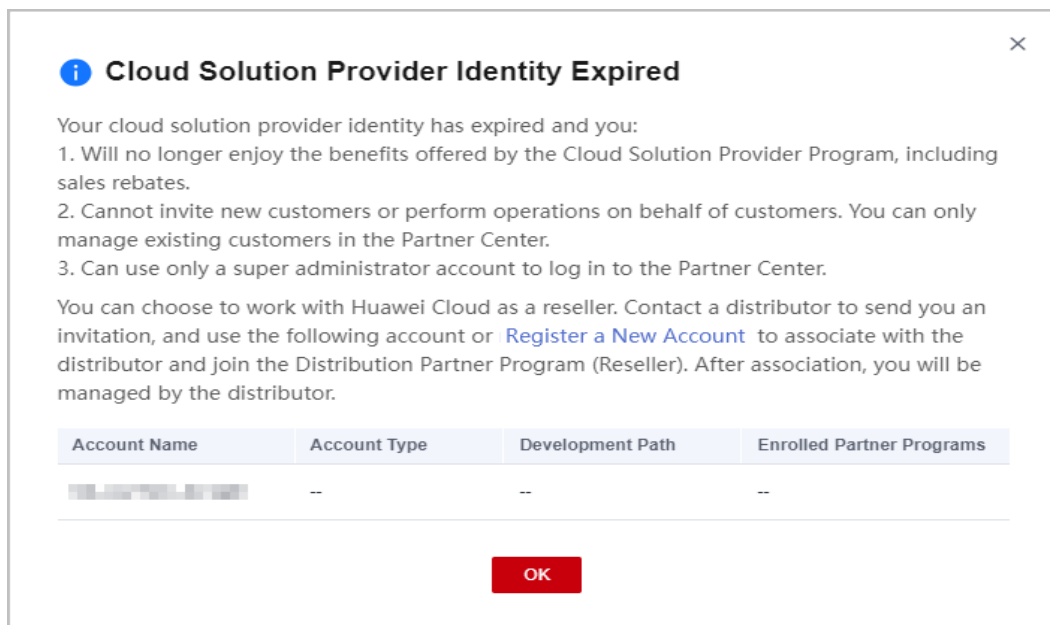 Cloud Solution Provider Identity Expired
Your cloud solution provider identity has expired and you:
1. Will no longer enjoy the benefits offered by the Cloud Solution Provider Program, including
sales rebates.
2. Cannot invite new customers or perform operations on behalf of customers. You can only
manage existing customers in the Partner Center.
3. Can use only a super administrator account to log in to the Partner Center.
You can choose to work with Huawei Cloud as a reseller. Contact a distributor to send you an
invitation, and use the following account or Register a New Account to associate with the
distributor and join the Distribution Partner Program (Reseller). After association, you will be
managed by the distributor.
Account Name Account Type Development Path Enrolled Partner Programs
-- -- --
OK